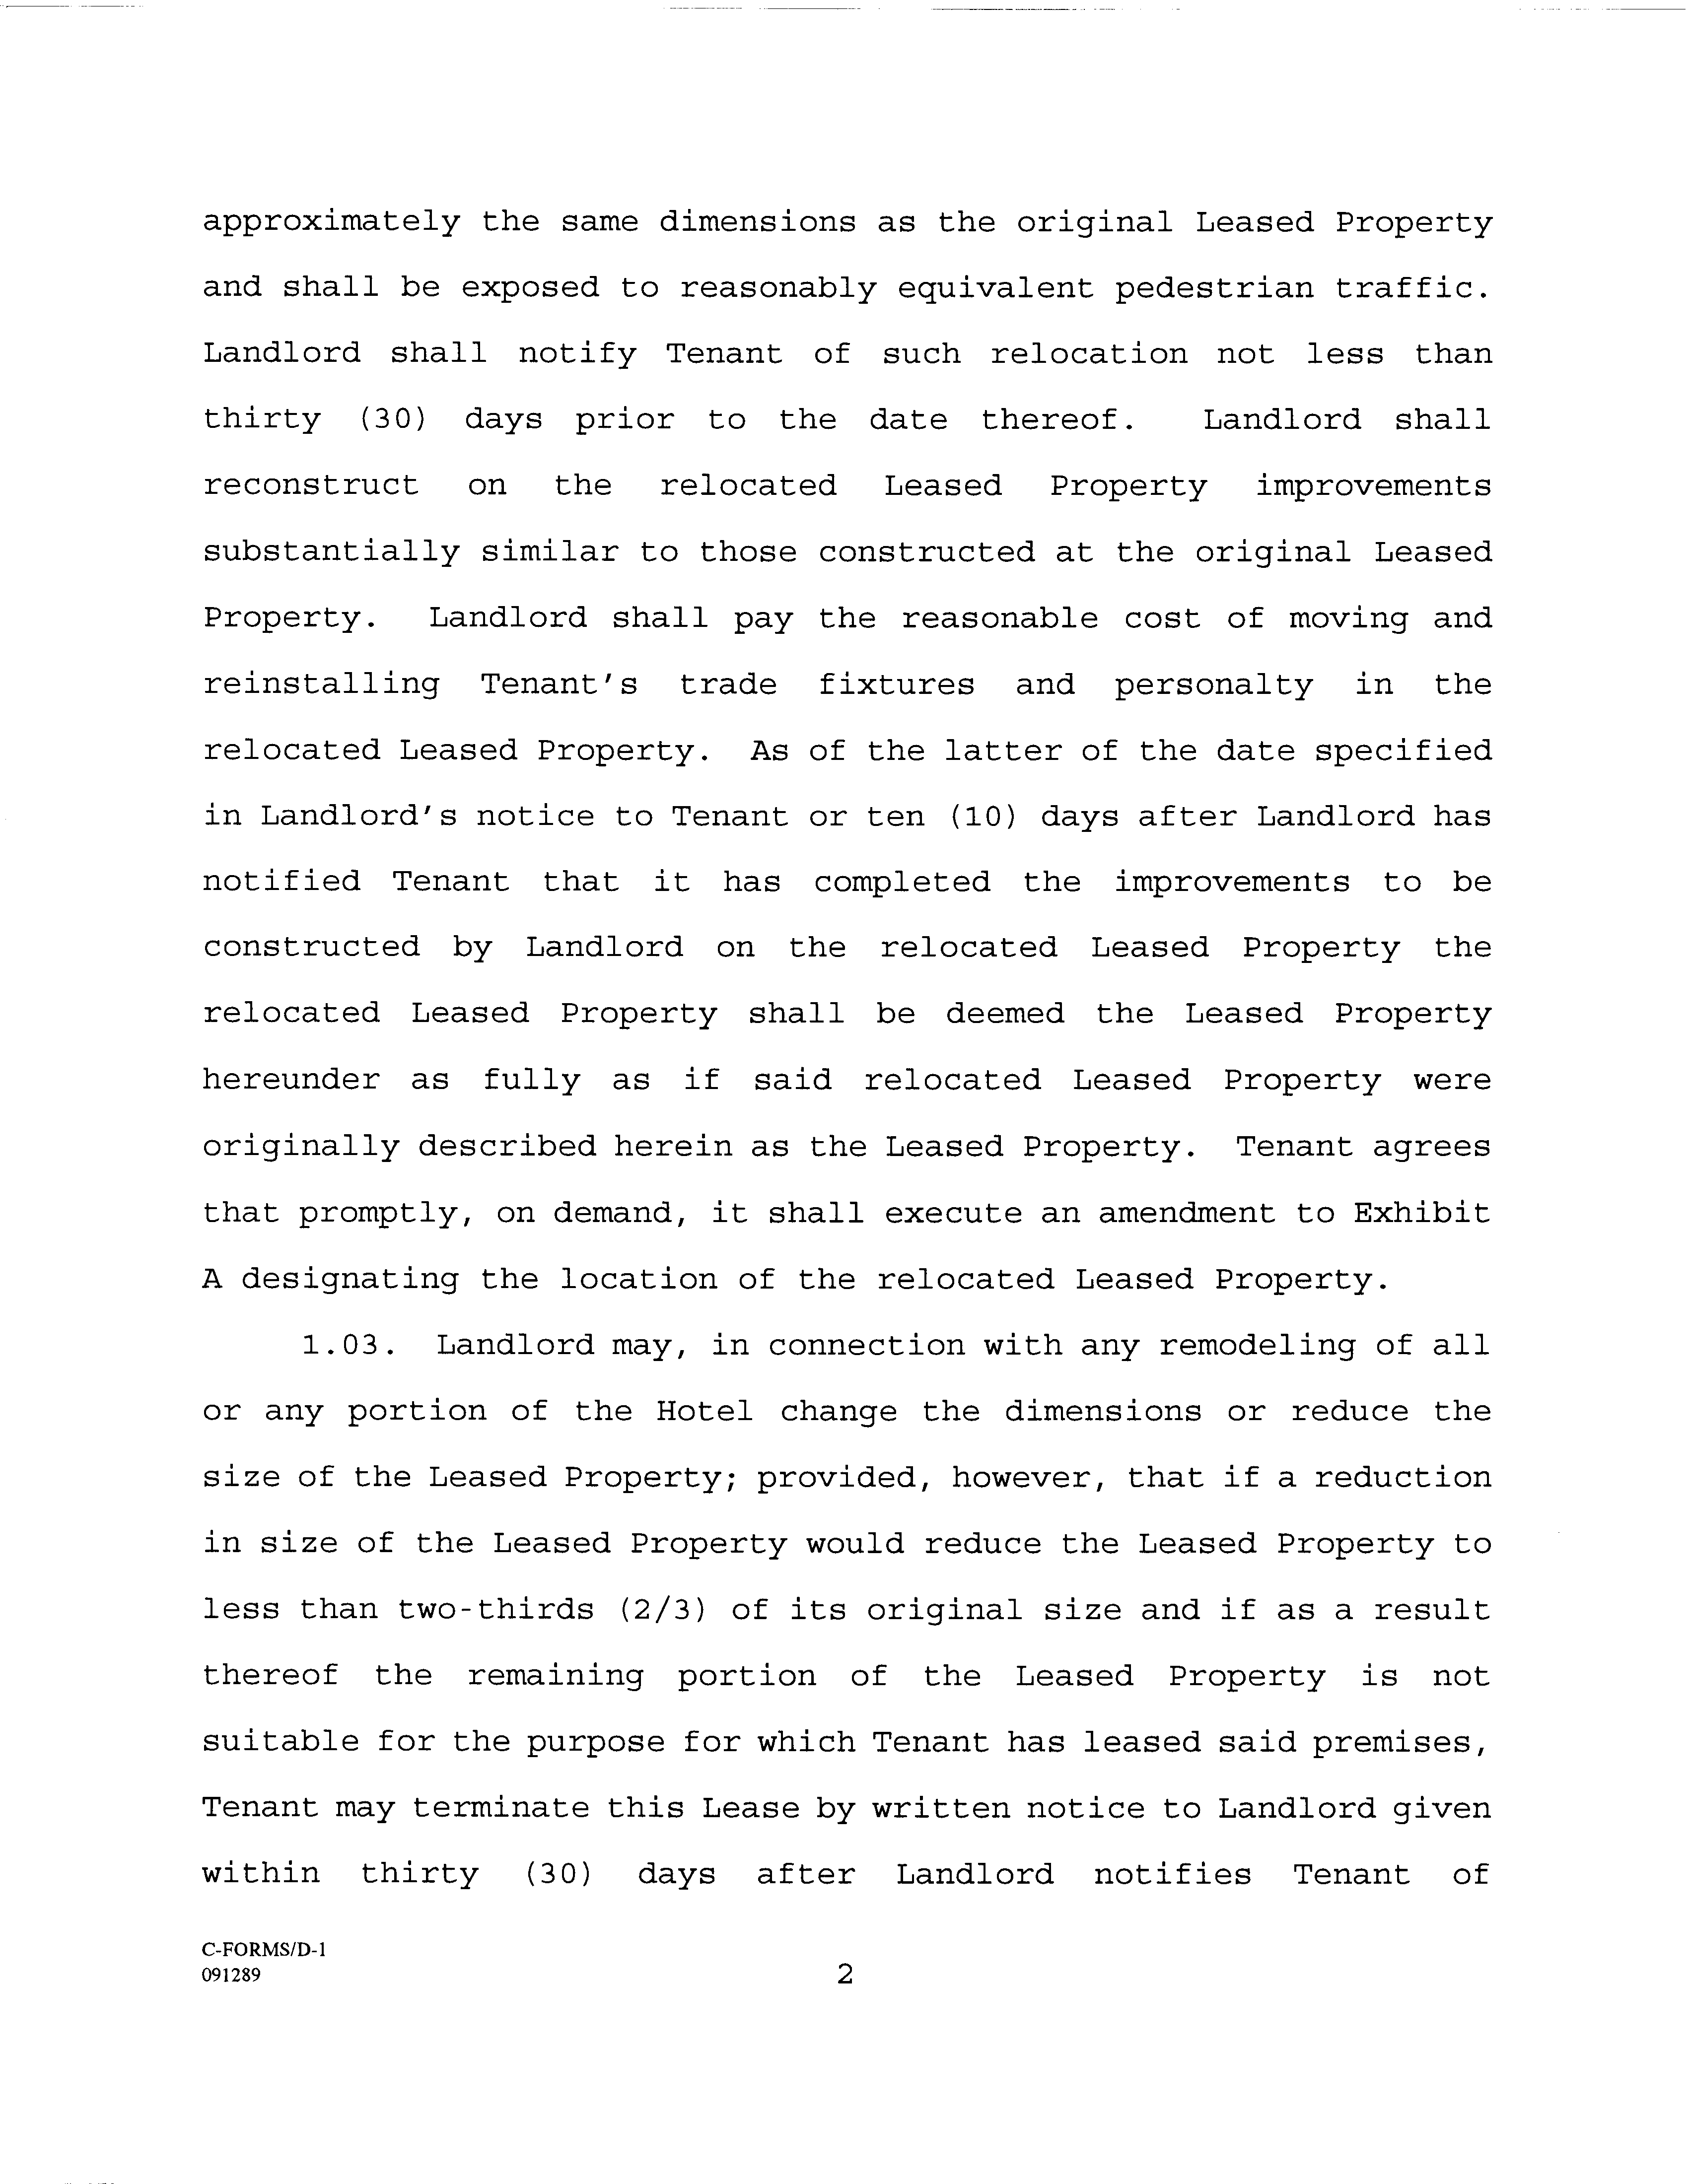 approximately the same dimensions as the original Leased Property
and shall be exposed to reasonably equivalent pedestrian traffic.
Landlord shall notify Tenant of such relocation not less than
thirty (30) days prior to the date thereof. Landlord shall
reconstruct on the relocated Leased Property improvements
substantially similar to those constructed at the original Leased
Property. Landlord shall pay the reasonable cost of moving and
reinstalling Tenant's trade fixtures and personalty in the
relocated Leased Property. As of the latter of the date specified
in Landlord's notice to Tenant or ten (10) days after Landlord has
notified Tenant that it has completed the improvements to be
constructed by Landlord on the relocated Leased Property the
relocated Leased Property shall be deemed the Leased Property
hereunder as fully as if said relocated Leased Property were
originally described herein as the Leased Property. Tenant agrees
that promptly, on demand, it shall execute an amendment to Exhibit
A designating the location of the relocated Leased Property.
1.03. Landlord may, in connection with any remodeling of all
or any portion of the Hotel change the dimensions or reduce the
size of the Leased Property; provided, however, that if a reduction
in size of the Leased Property would reduce the Leased Property to
less than two-thirds (2/3) of its original size and if as a result
thereof the remaining portion of the Leased Property is not
suitable for the purpose for which Tenant has leased said premises,
Tenant may terminate this Lease by written notice to Landlord given
within thirty (30) days after Landlord notifies Tenant of
C-FORMS/D-1
091289
2